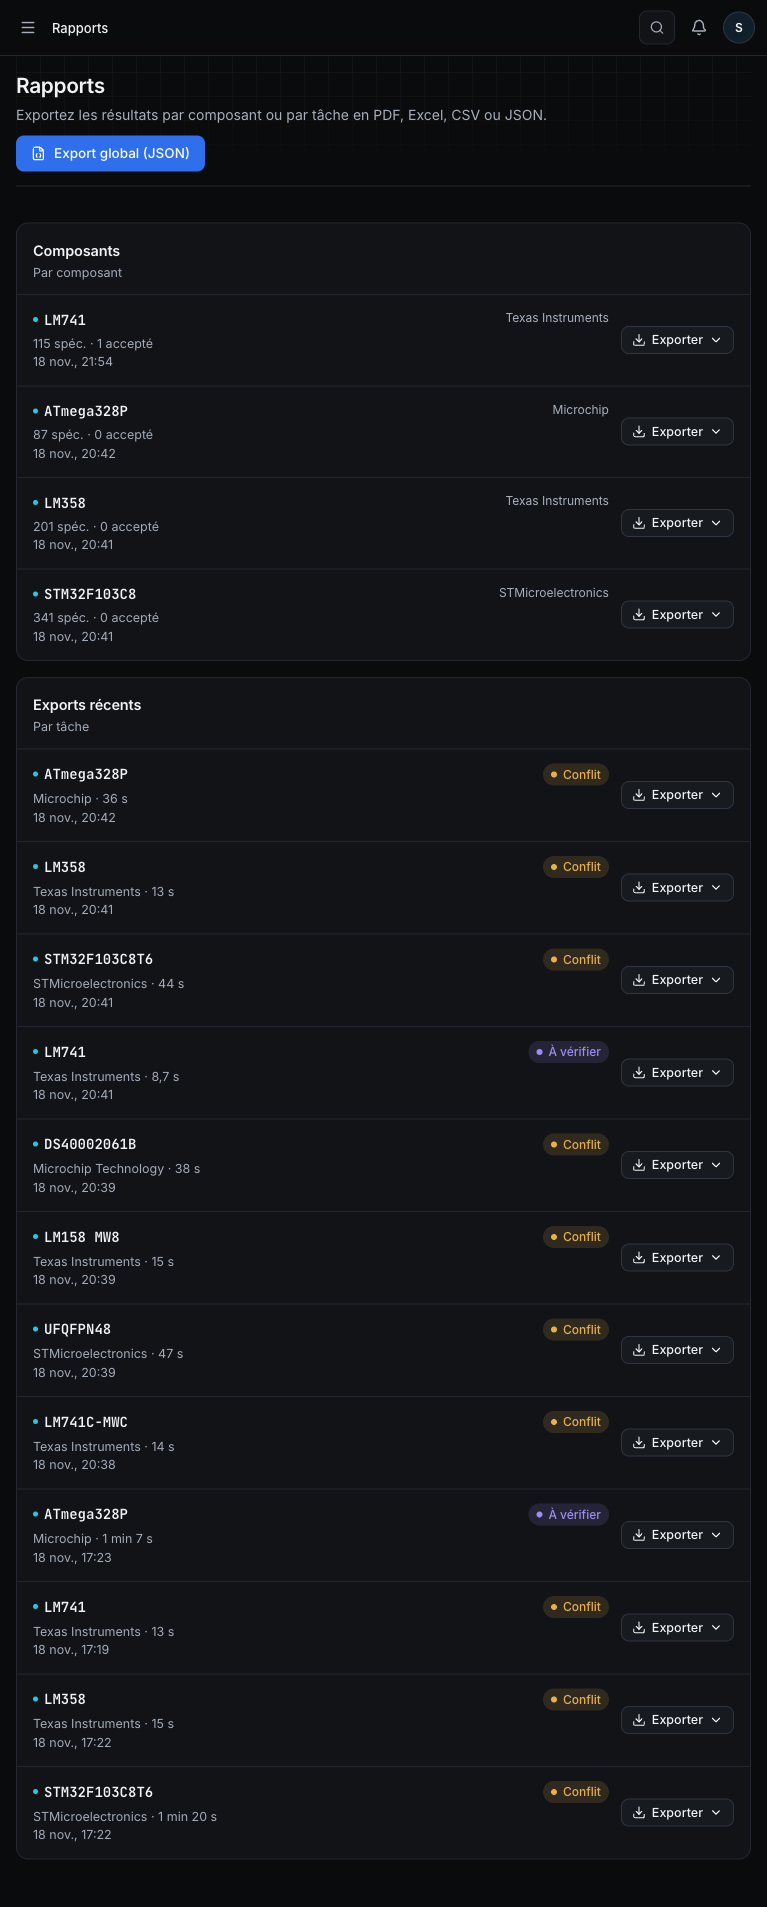 Rapports
S
Rapports
Exportez les résultats par composant ou par tâche en PDF, Excel, CSV ou JSON.
Export global (JSON)
Composants
Par composant
LM741
Texas Instruments
115 spéc. · 1 accepté
18 nov., 21:54
Exporter
ATmega328P
Microchip
87 spéc. · 0 accepté
18 nov., 20:42
Exporter
LM358
Texas Instruments
201 spéc. · 0 accepté
18 nov., 20:41
Exporter
STM32F103C8
STMicroelectronics
341 spéc. · 0 accepté
18 nov., 20:41
Exporter
Exports récents
Par tâche
ATmega328P
Conflit
Microchip · 36 s
18 nov., 20:42
Exporter
LM358
Conflit
Texas Instruments · 13 s
18 nov., 20:41
Exporter
STM32F103C8T6
Conflit
STMicroelectronics · 44 s
18 nov., 20:41
Exporter
LM741
À vérifier
Texas Instruments · 8,7 s
18 nov., 20:41
Exporter
DS40002061B
Conflit
Microchip Technology · 38 s
18 nov., 20:39
Exporter
LM158 MW8
Conflit
Texas Instruments · 15 s
18 nov., 20:39
Exporter
UFQFPN48
Conflit
STMicroelectronics · 47 s
18 nov., 20:39
Exporter
LM741C-MWC
Conflit
Texas Instruments · 14 s
18 nov., 20:38
Exporter
ATmega328P
À vérifier
Microchip · 1 min 7 s
18 nov., 17:23
Exporter
LM741
Conflit
Texas Instruments · 13 s
18 nov., 17:19
Exporter
LM358
Conflit
Texas Instruments · 15 s
18 nov., 17:22
Exporter
STM32F103C8T6
Conflit
STMicroelectronics · 1 min 20 s
18 nov., 17:22
Exporter